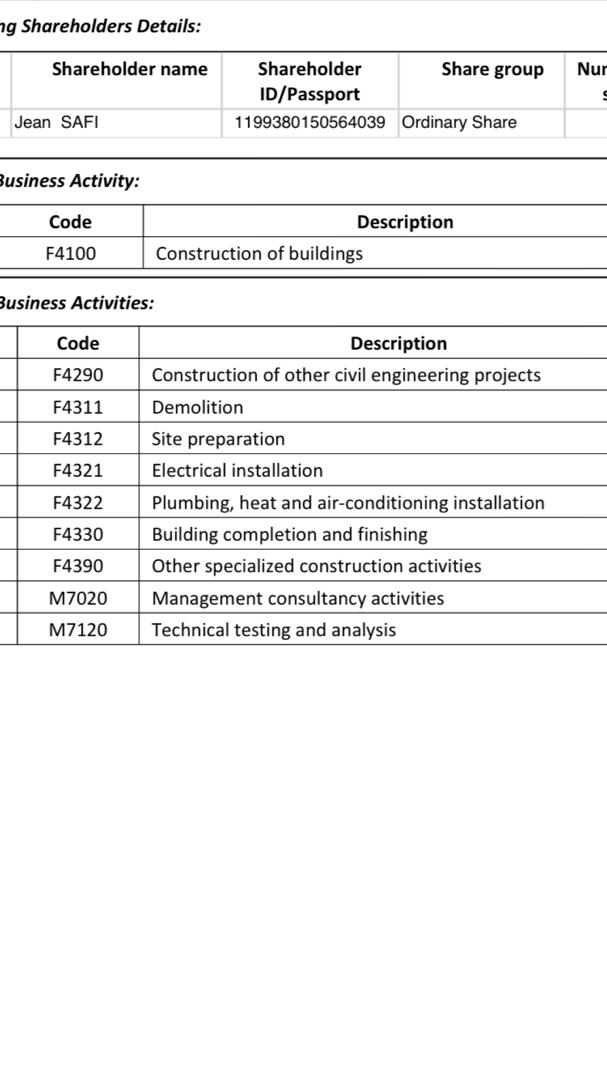 ng Shareholders Details:
Shareholder name Shareholder ID/Passport Share group Nur
Jean SAFI 1199380150564039 Ordinary Share
Business Activity:
Code Description
F4100 Construction of buildings
Business Activities:
Code Description
F4290 Construction of other civil engineering projects
F4311 Demolition
F4312 Site preparation
F4321 Electrical installation
F4322 Plumbing, heat and air-conditioning installation
F4330 Building completion and finishing
F4390 Other specialized construction activities
M7020 Management consultancy activities
M7120 Technical testing and analysis